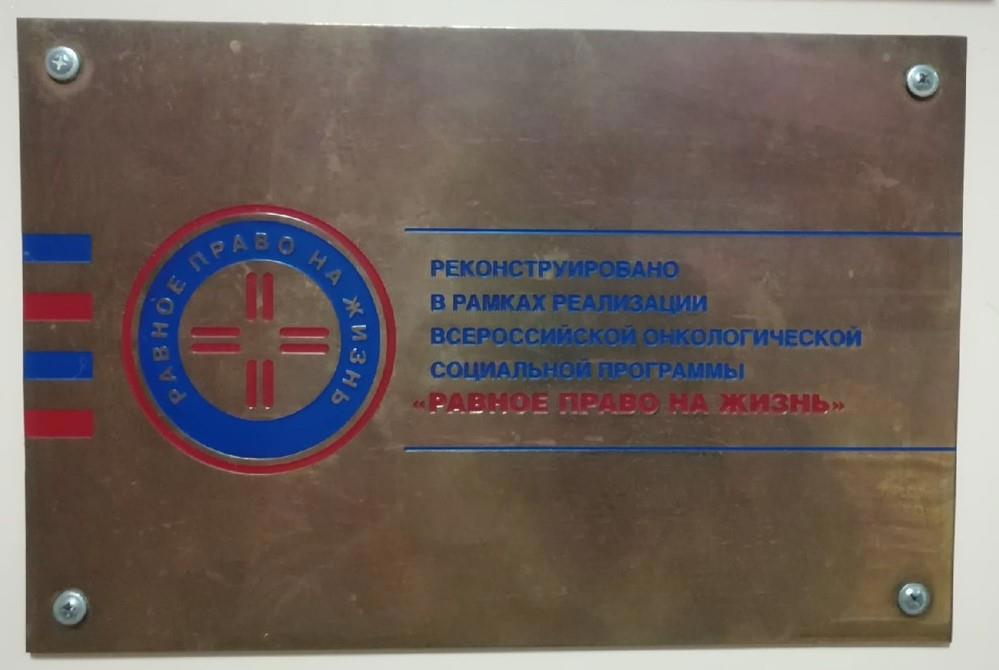 РАВНОЕ ПРАВО НА ЖИЗНЬ
РЕКОНСТРУИРОВАНО
В РАМКАХ РЕАЛИЗАЦИИ
ВСЕРОССИЙСКОЙ ОНКОЛОГИЧЕСКОЙ
СОЦИАЛЬНОЙ ПРОГРАММЫ
«РАВНОЕ ПРАВО НА ЖИЗНЬ»